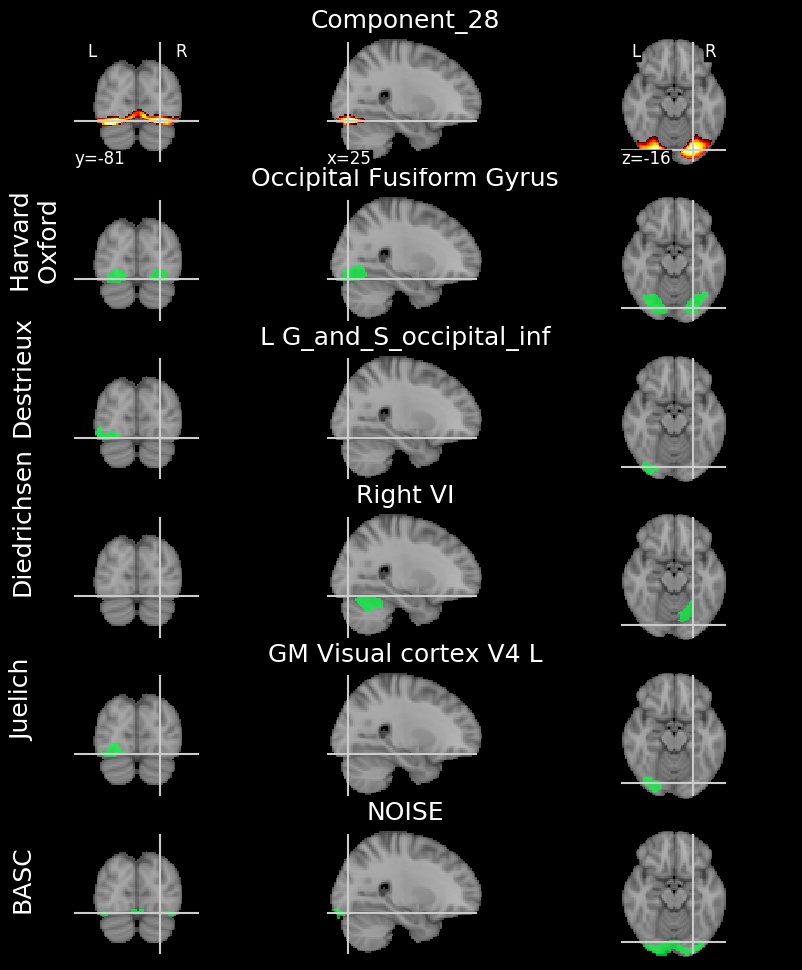 Component_28
L R
L R
y=-81
x=25
z=-16
Occipital Fusiform Gyrus
Harvard
Oxford
L G_and_S_occipital_inf
Destrieux
Right VI
Diedrichsen
GM Visual cortex V4 L
Juelich
NOISE
BASC